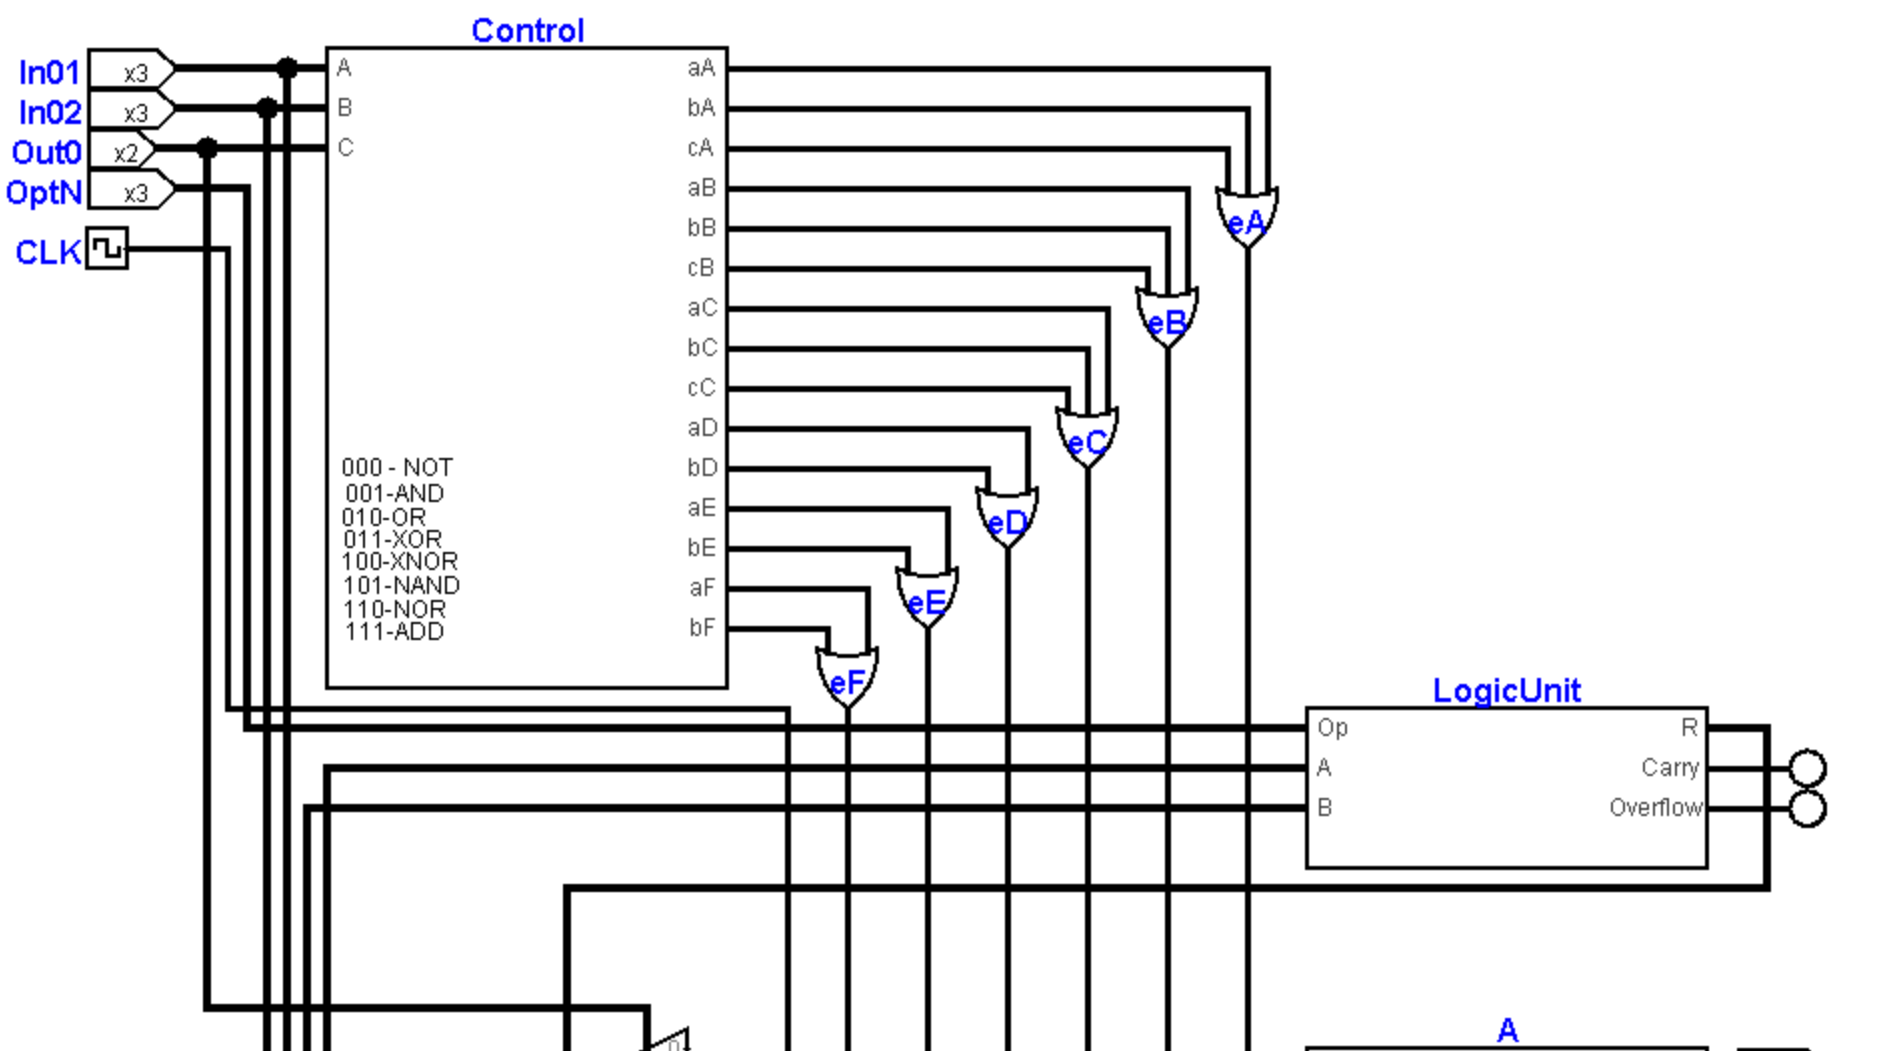 Control
In01 x3 A aA
In02 x3 B bA
Out0 x2 C cA
OptN x3 aB
eA
bB
CLK
cB
aC
eB
bC
cC
aD
eC
000 - NOT bD
001-AND
010-OR aE
eD
011-XOR bE
100-XNOR
101-NAND aF
110-NOR eE
111-ADD bF
eF
LogicUnit
Op R
A Carry
B Overflow
A
0